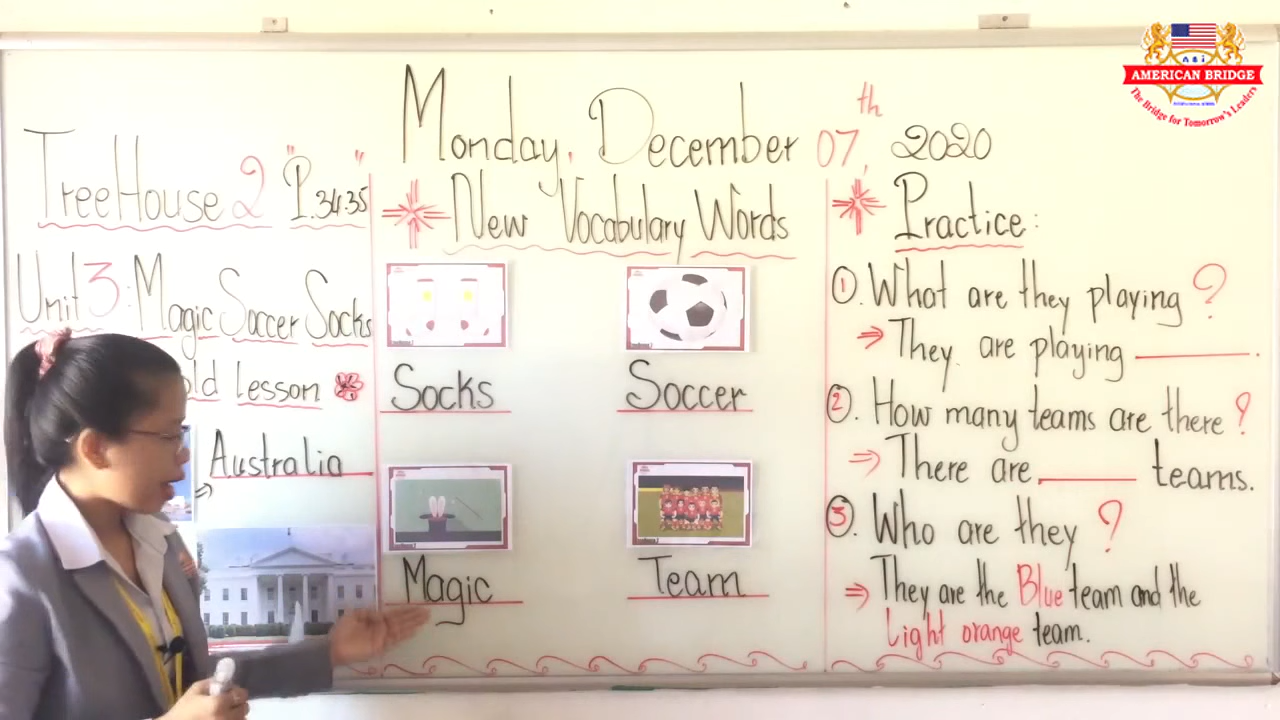 AMERICAN BRIDGE
The Bridge for Tomorrow's Leaders
Monday, December 07th, 2020
TreeHouse 2 "P.34-35"
Unit 3: Magic Soccer Socks
old lesson
Australia
New Vocabulary Words
Socks
Soccer
Magic
Team
Practice:
①. What are they playing?
⇒ They are playing ________.
②. How many teams are there?
⇒ There are ________ teams.
③. Who are they?
⇒ They are the Blue team and the
Light orange team.